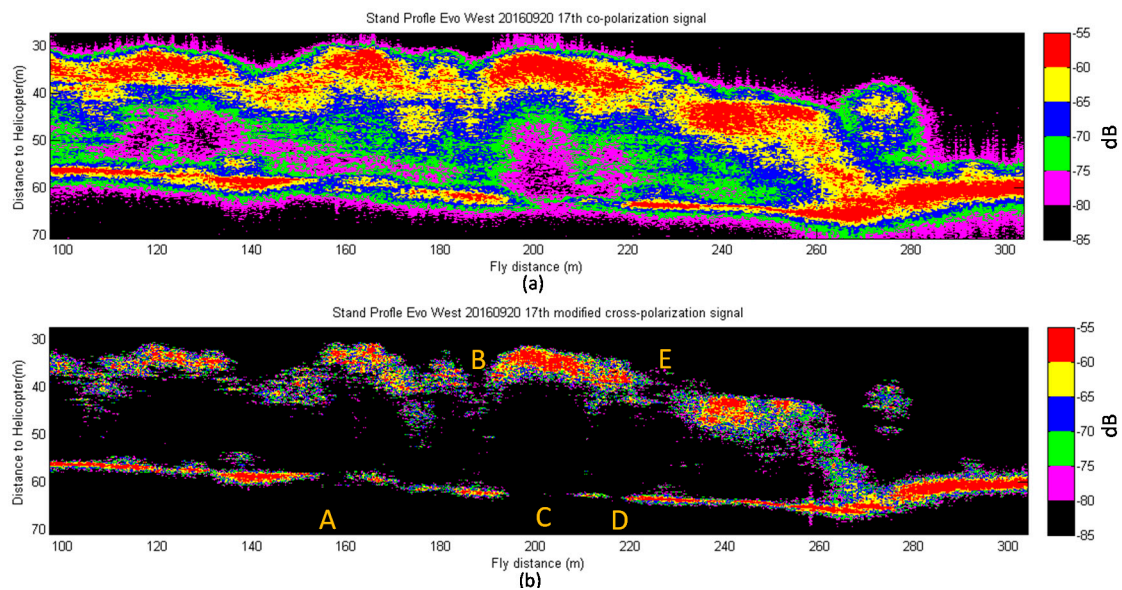 Stand Profle Evo West 20160920 17th co-polarization signal
Distance to Helicopter(m)
30
40
50
60
70
100 120 140 160 180 200 220 240 260 280 300
Fly distance (m)
(a)
-55
-60
-65
-70
-75
-80
-85
dB
Stand Profle Evo West 20160920 17th modified cross-polarization signal
Distance to Helicopter(m)
30
40
50
60
70
B E
A C D
100 120 140 160 180 200 220 240 260 280 300
Fly distance (m)
(b)
-55
-60
-65
-70
-75
-80
-85
dB